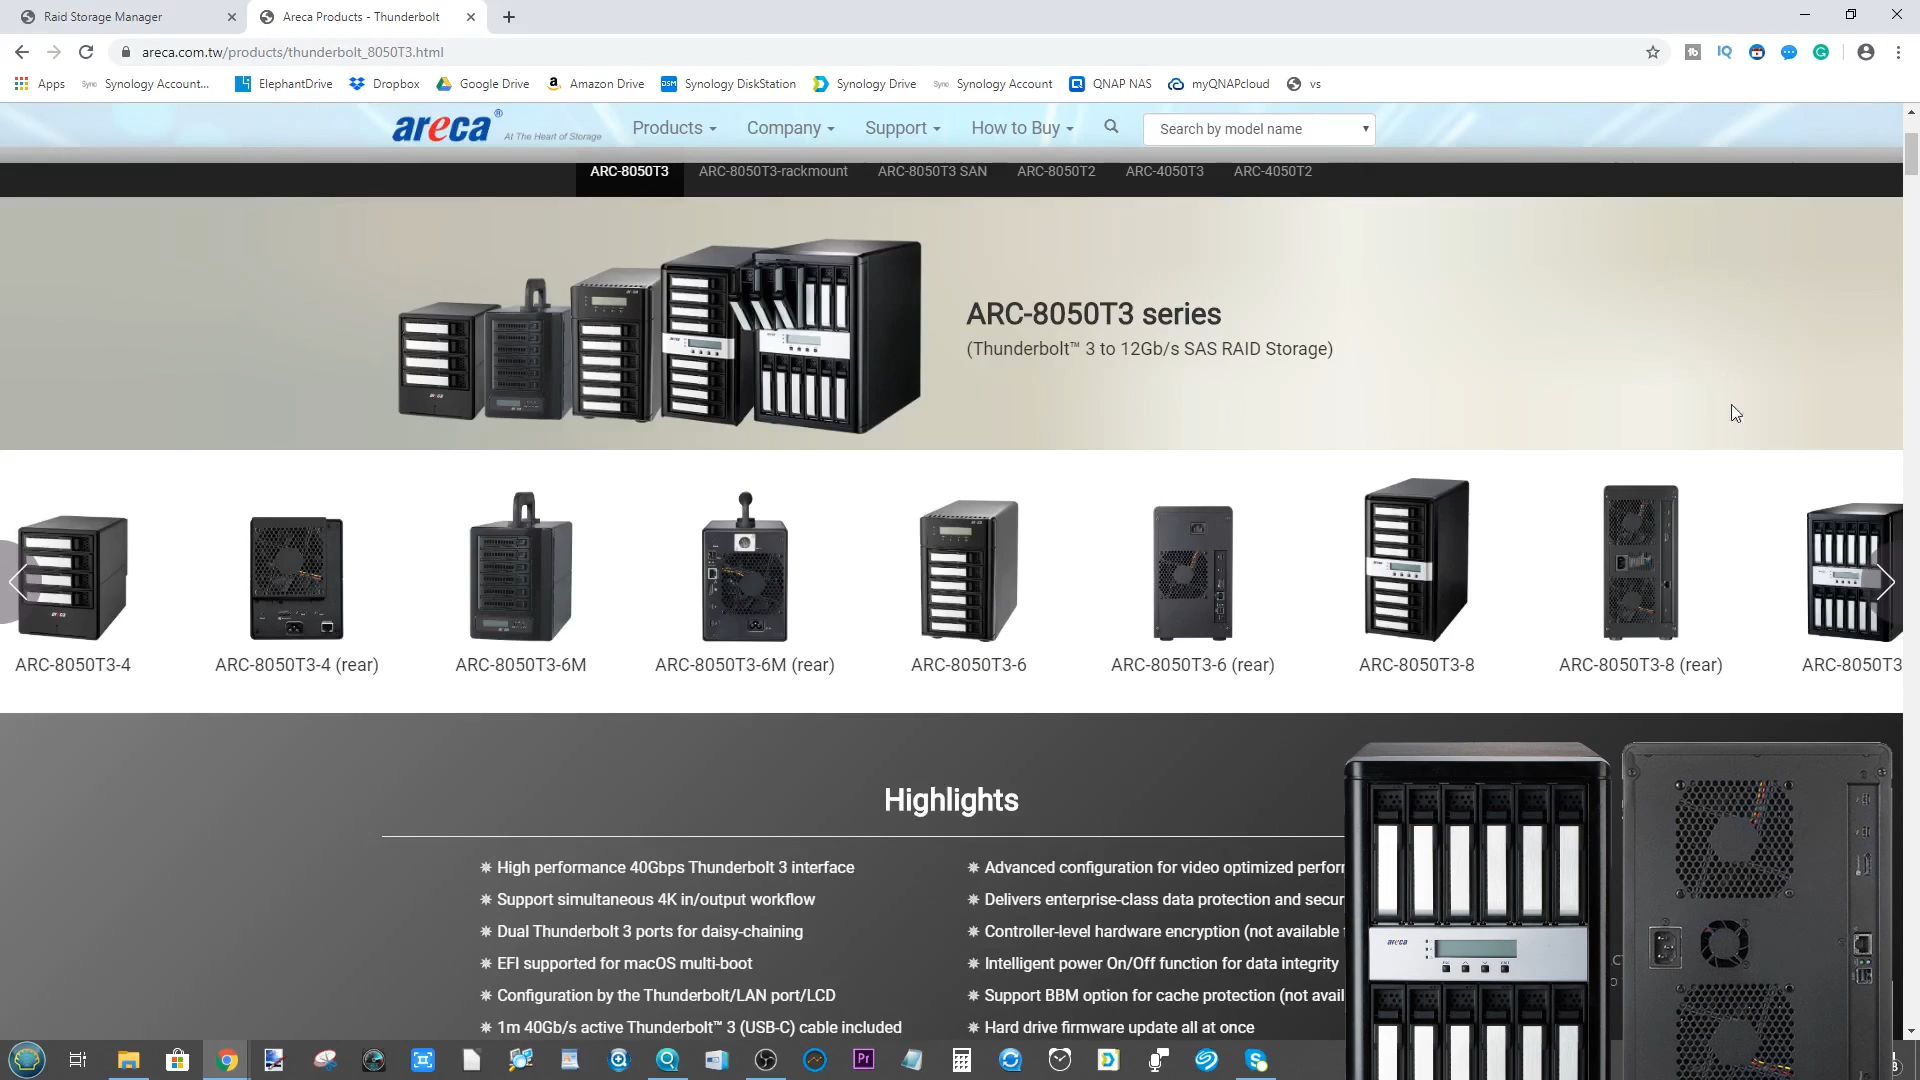 Raid Storage Manager
Areca Products - Thunderbolt
areca.com.tw/products/thunderbolt_8050T3.html
Apps
Sync Synology Account...
ElephantDrive
Dropbox
Google Drive
Amazon Drive
DSM Synology DiskStation
Synology Drive
Sync Synology Account
QNAP NAS
myQNAPcloud
vs
areca® At The Heart of Storage
Products
Company
Support
How to Buy
Search by model name
ARC-8050T3
ARC-8050T3-rackmount
ARC-8050T3 SAN
ARC-8050T2
ARC-4050T3
ARC-4050T2
ARC-8050T3 series
(Thunderbolt™ 3 to 12Gb/s SAS RAID Storage)
ARC-8050T3-4
ARC-8050T3-4 (rear)
ARC-8050T3-6M
ARC-8050T3-6M (rear)
ARC-8050T3-6
ARC-8050T3-6 (rear)
ARC-8050T3-8
ARC-8050T3-8 (rear)
ARC-8050T3
Highlights
✷ High performance 40Gbps Thunderbolt 3 interface
✷ Support simultaneous 4K in/output workflow
✷ Dual Thunderbolt 3 ports for daisy-chaining
✷ EFI supported for macOS multi-boot
✷ Configuration by the Thunderbolt/LAN port/LCD
✷ 1m 40Gb/s active Thunderbolt™ 3 (USB-C) cable included
✷ Advanced configuration for video optimized perforr
✷ Delivers enterprise-class data protection and secur
✷ Controller-level hardware encryption (not available
✷ Intelligent power On/Off function for data integrity
✷ Support BBM option for cache protection (not avail
✷ Hard drive firmware update all at once
areca
Pr